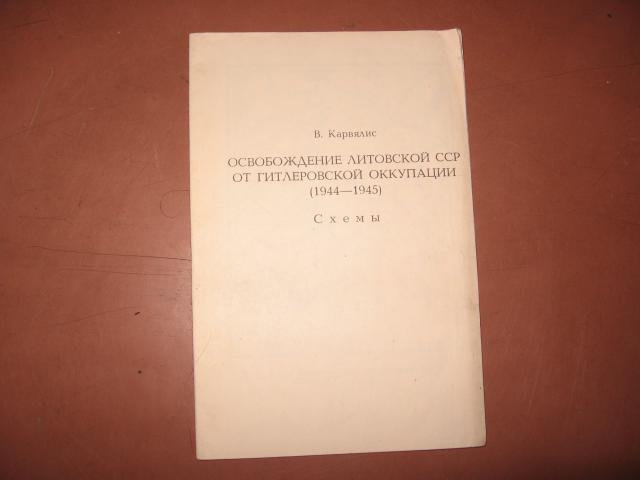 В. Карвялис
ОСВОБОЖДЕНИЕ ЛИТОВСКОЙ ССР
ОТ ГИТЛЕРОВСКОЙ ОККУПАЦИИ
(1944—1945)
Схемы